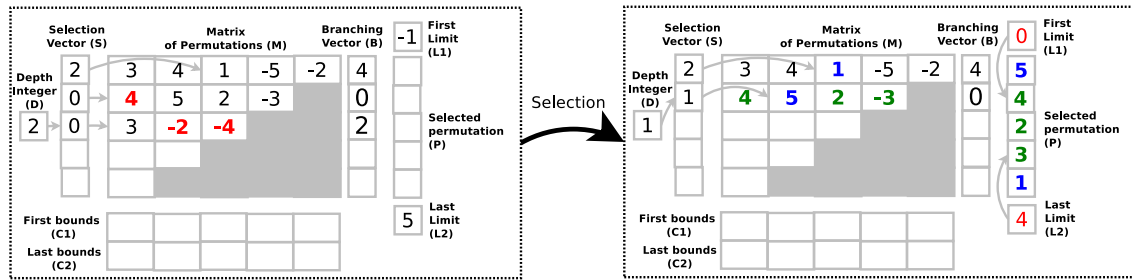 Selection
Vector (S)
Matrix
of Permutations (M)
Branching
Vector (B)
First
Limit
(L1)
-1
Depth
Integer
(D)
2 3 4 1 -5 -2 4
0 4 5 2 -3 0
2 0 3 -2 -4 2
Selected
permutation
(P)
First bounds
(C1)
Last bounds
(C2)
5
Last
Limit
(L2)
Selection
Selection
Vector (S)
Matrix
of Permutations (M)
Branching
Vector (B)
0
First
Limit
(L1)
Depth
Integer
(D)
2 3 4 1 -5 -2 4 5
1 4 5 2 -3 0 4
1 2
Selected
permutation
(P)
3
1
First bounds
(C1)
Last bounds
(C2)
4
Last
Limit
(L2)